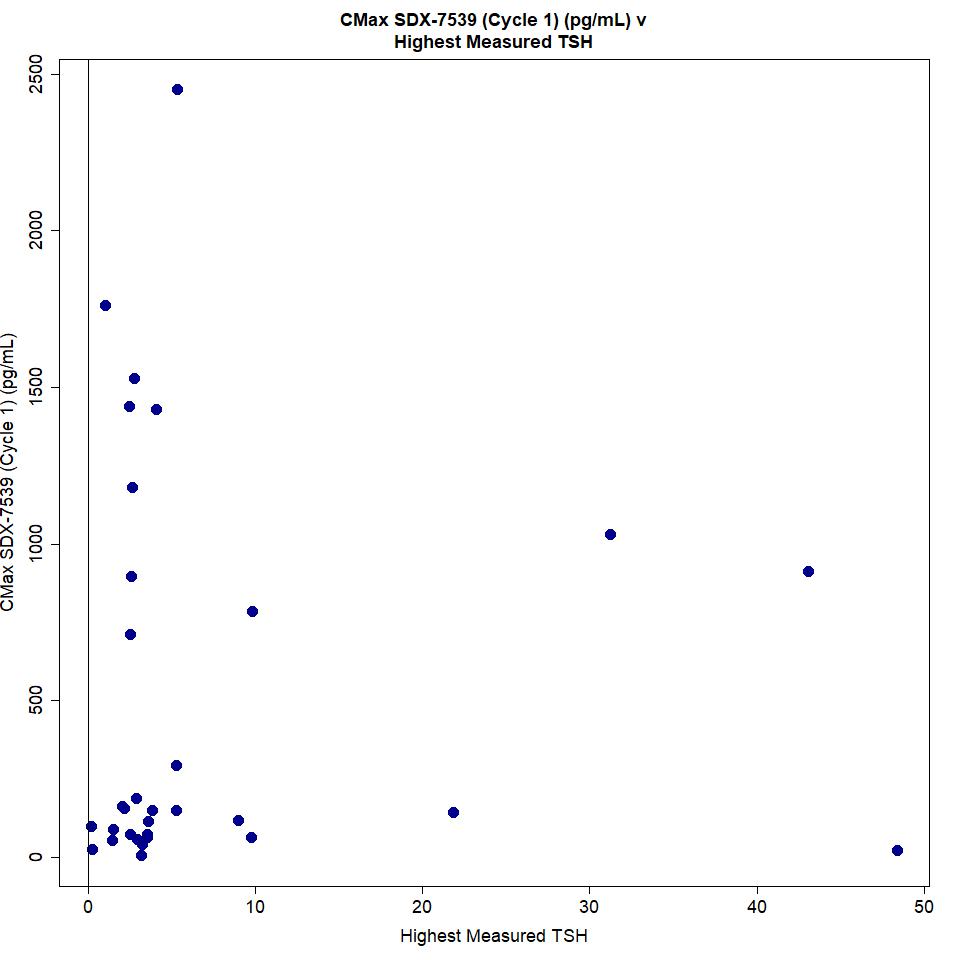 CMax SDX-7539 (Cycle 1) (pg/mL) v
Highest Measured TSH
CMax SDX-7539 (Cycle 1) (pg/mL)
2500
2000
1500
1000
500
0
0 10 20 30 40 50
Highest Measured TSH